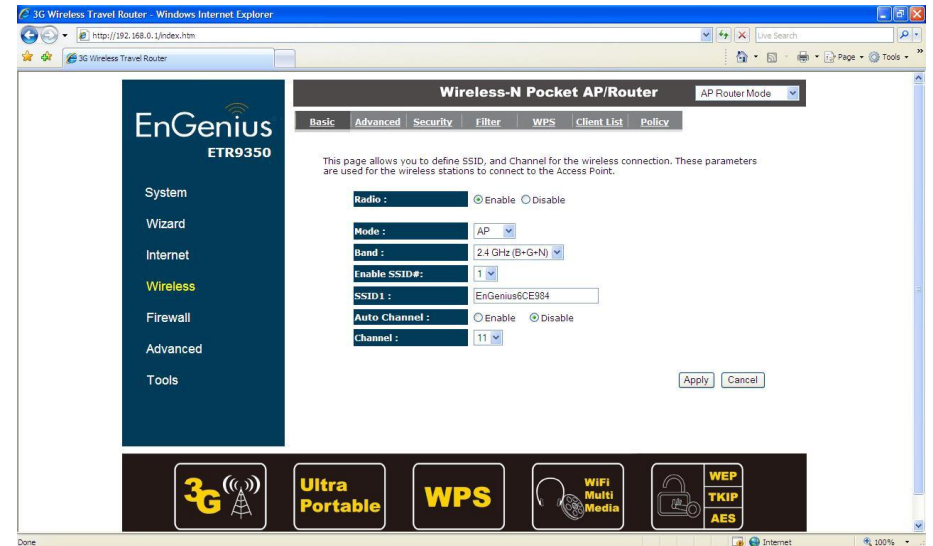 3G Wireless Travel Router - Windows Internet Explorer
http://192.168.0.1/index.htm
Live Search
3G Wireless Travel Router
Page
Tools
Wireless-N Pocket AP/Router
AP Router Mode
EnGenius
ETR9350
Basic Advanced Security Filter WPS Client List Policy
This page allows you to define SSID, and Channel for the wireless connection. These parameters
are used for the wireless stations to connect to the Access Point.
System
Wizard
Internet
Wireless
Firewall
Advanced
Tools
Radio : Enable Disable
Mode : AP
Band : 2.4 GHz (B+G+N)
Enable SSID#: 1
SSID1 : EnGenius6CE984
Auto Channel : Enable Disable
Channel : 11
Apply Cancel
3G
Ultra
Portable
WPS
WiFi
Multi
Media
WEP
TKIP
AES
Done
Internet
100%